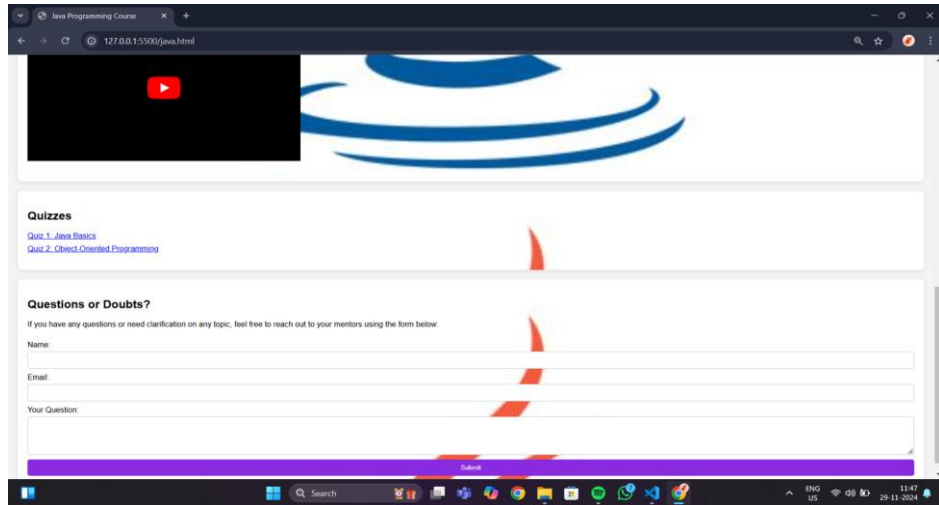 Java Programming Course
127.0.0.1:5500/java.html
Quizzes
Quiz 1: Java Basics
Quiz 2: Object-Oriented Programming
Questions or Doubts?
If you have any questions or need clarification on any topic, feel free to reach out to your mentors using the form below:
Name:
Email:
Your Question:
Submit
Search
ENG
US
11:47
29-11-2024